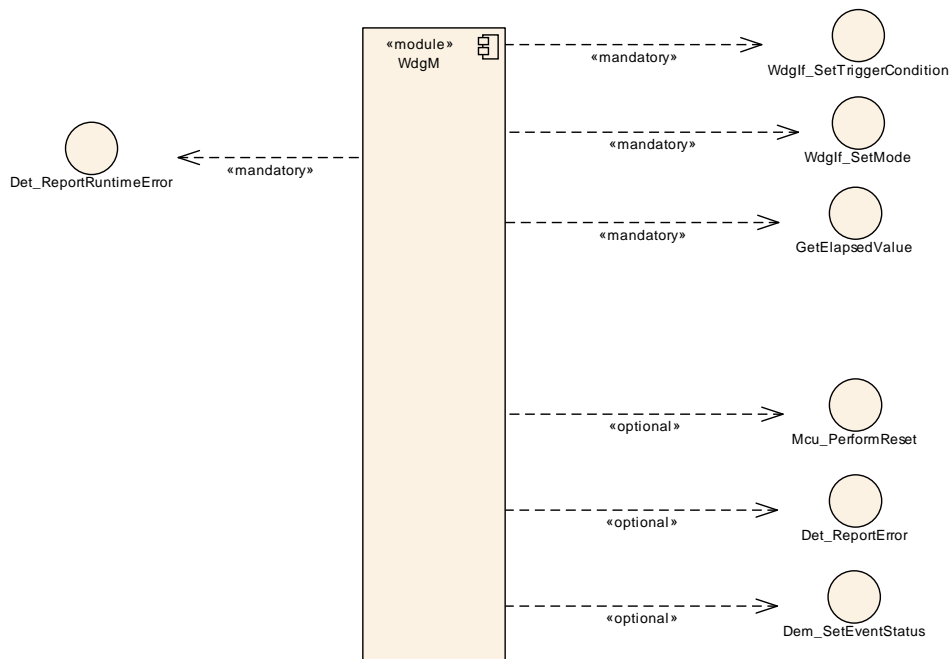 «module»
WdgM
«mandatory»
WdgIf_SetTriggerCondition
«mandatory»
WdgIf_SetMode
Det_ReportRuntimeError
«mandatory»
«mandatory»
GetElapsedValue
«optional»
Mcu_PerformReset
«optional»
Det_ReportError
«optional»
Dem_SetEventStatus